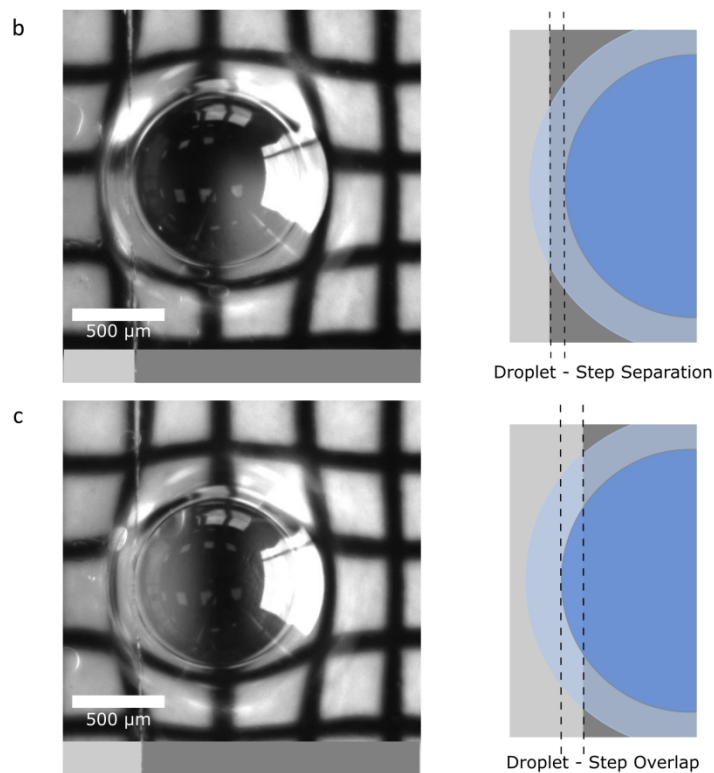 b
500 μm
Droplet - Step Separation
c
500 μm
Droplet - Step Overlap